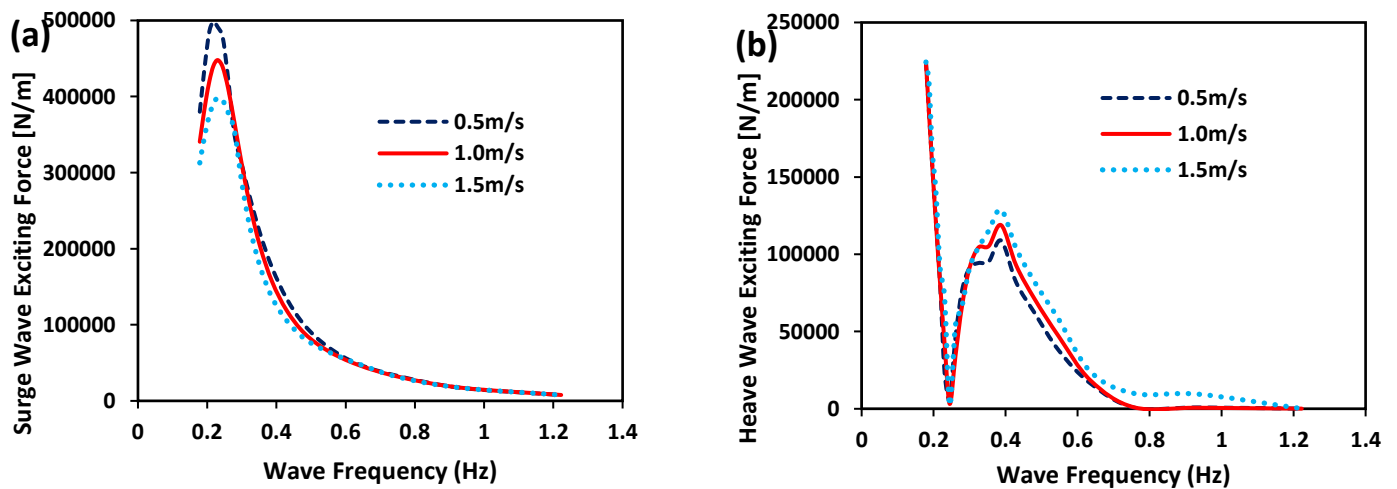 (a)
Surge Wave Exciting Force [N/m]
500000
400000
300000
200000
100000
0
0 0.2 0.4 0.6 0.8 1 1.2 1.4
Wave Frequency (Hz)
0.5m/s
1.0m/s
1.5m/s
(b)
Heave Wave Exciting Force [N/m]
250000
200000
150000
100000
50000
0
0 0.2 0.4 0.6 0.8 1 1.2 1.4
Wave Frequency (Hz)
0.5m/s
1.0m/s
1.5m/s